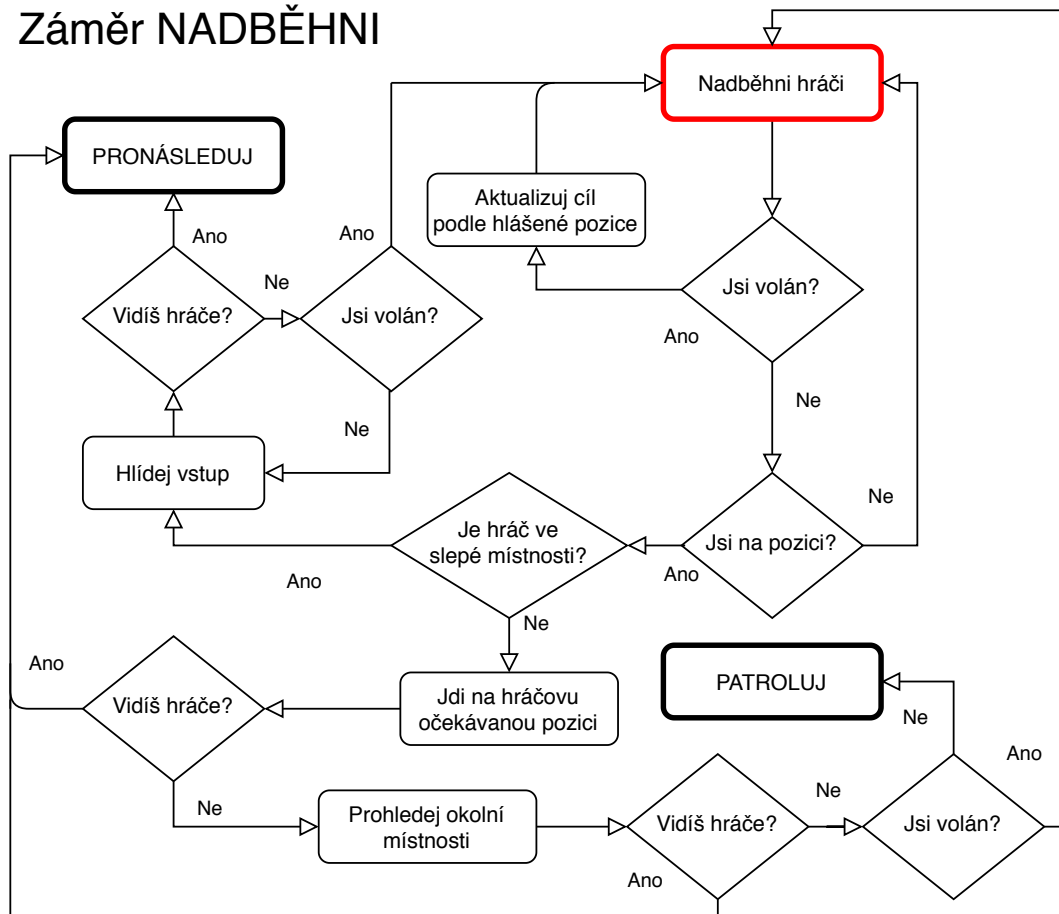 Záměr NADBĚHNI
Nadběhni hráči
PRONÁSLEDUJ
Aktualizuj cíl
podle hlášené pozice
Ano
Ano
Vidíš hráče?
Ne
Jsi volán?
Jsi volán?
Ano
Ne
Ne
Hlídej vstup
Je hráč ve
slepé místnosti?
Jsi na pozici?
Ne
Ano
Ano
Ne
Ano
Vidíš hráče?
Jdi na hráčovu
očekávanou pozici
PATROLUJ
Ne
Ano
Ne
Prohledej okolní
místnosti
Vidíš hráče?
Ne
Jsi volán?
Ano